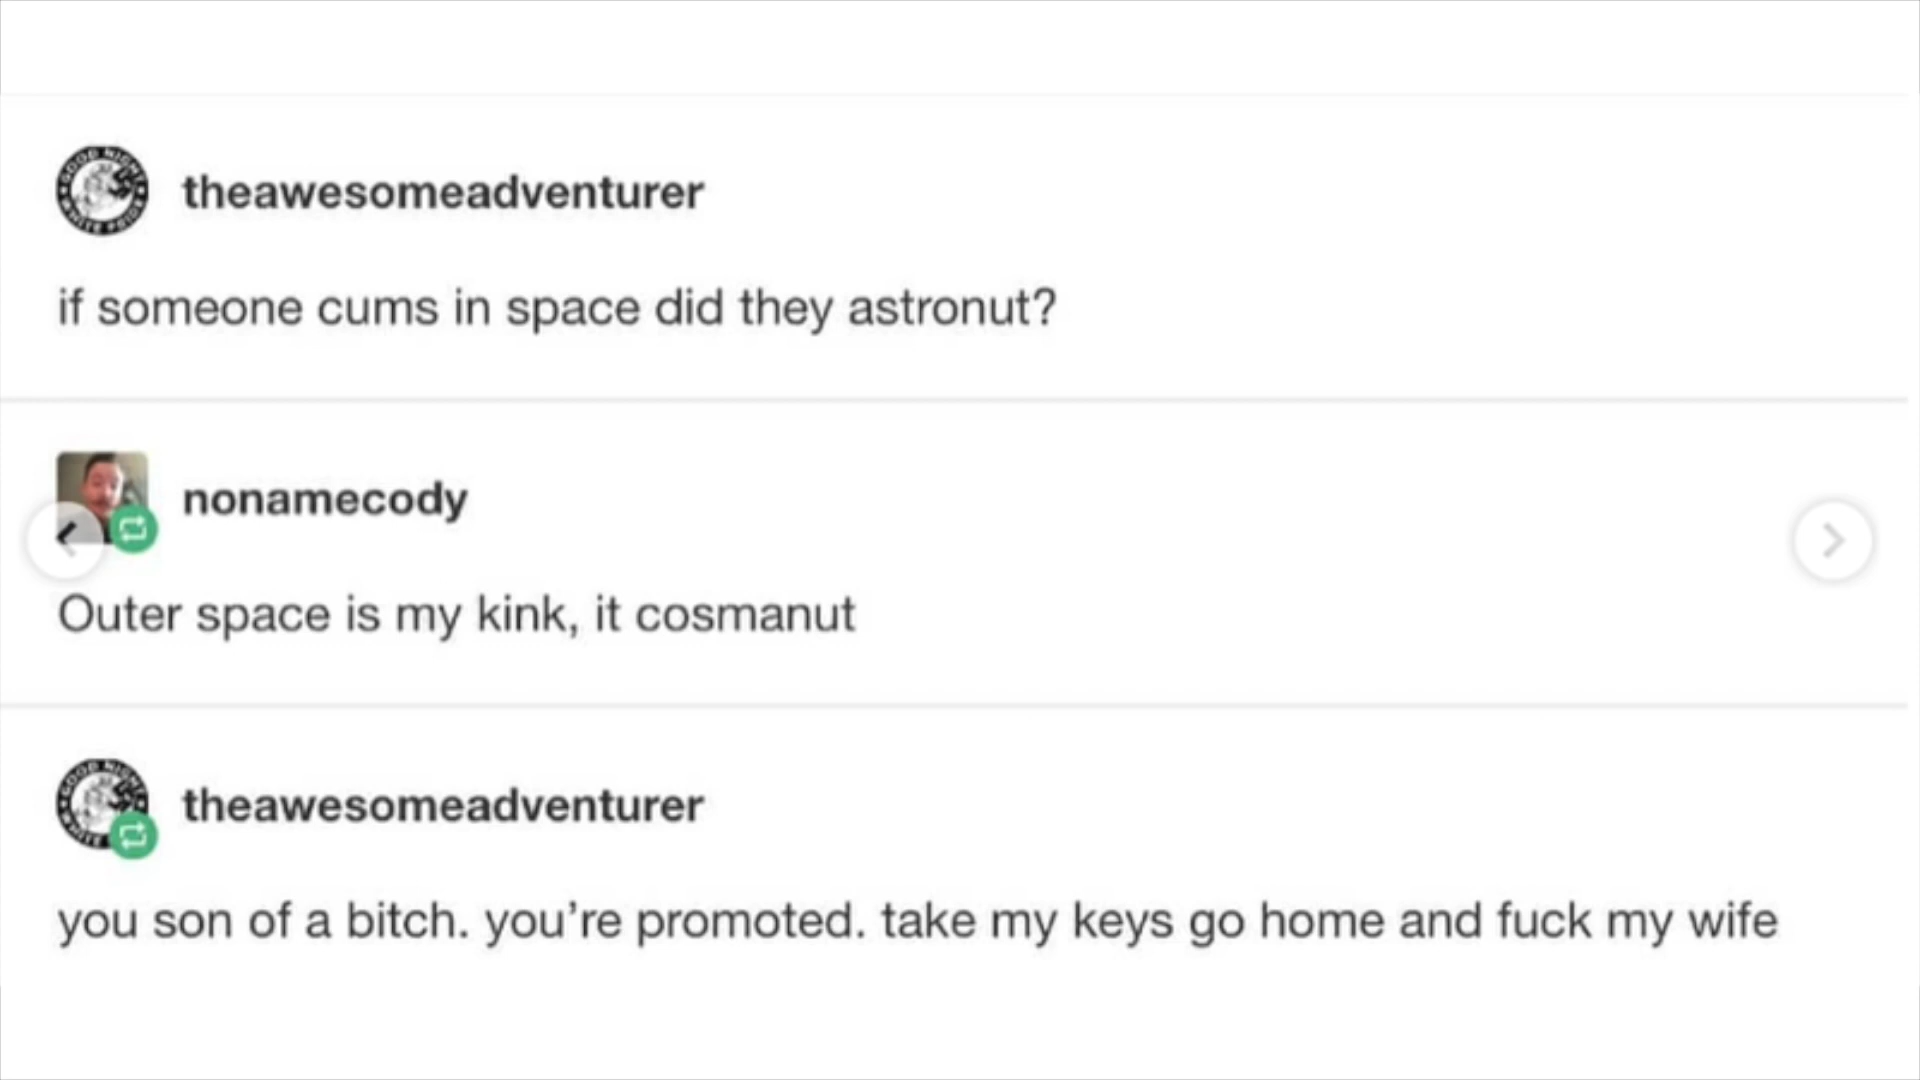 theawesomeadventurer
if someone cums in space did they astronut?
nonamecody
Outer space is my kink, it cosmanut
theawesomeadventurer
you son of a bitch. you’re promoted. take my keys go home and fuck my wife